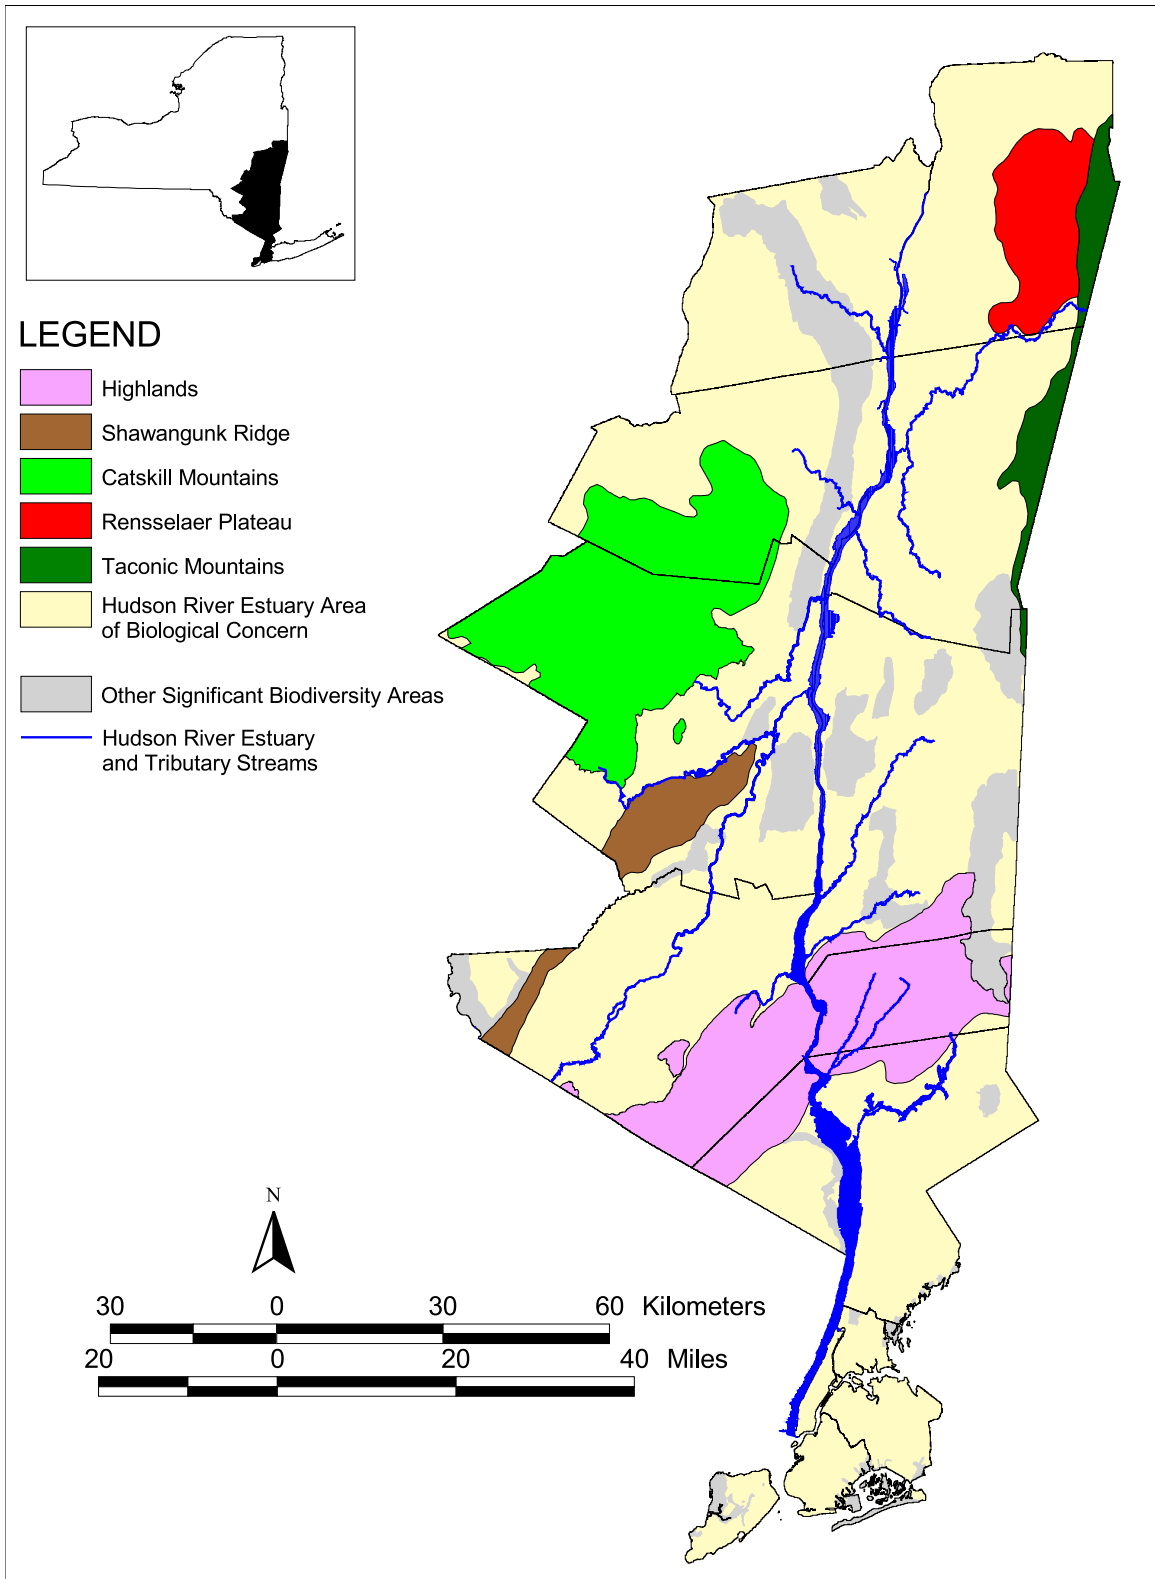 LEGEND
Highlands
Shawangunk Ridge
Catskill Mountains
Rensselaer Plateau
Taconic Mountains
Hudson River Estuary Area
of Biological Concern
Other Significant Biodiversity Areas
Hudson River Estuary
and Tributary Streams
N
30 0 30 60 Kilometers
20 0 20 40 Miles